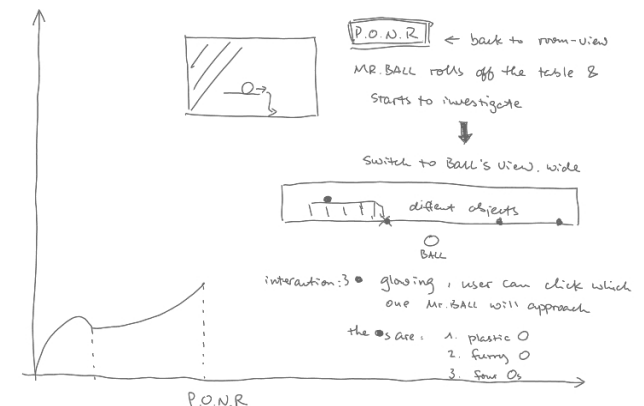 P.O.N.R ← back to room-view
MR.BALL rolls off the table &
starts to investigate
switch to Ball's view. wide
different objects
BALL
interaction: 3 ● glowing, user can click which
one Mr.BALL will approach
the ●s are: 1. plastic O
2. furry O
3. four Os
P.O.N.R